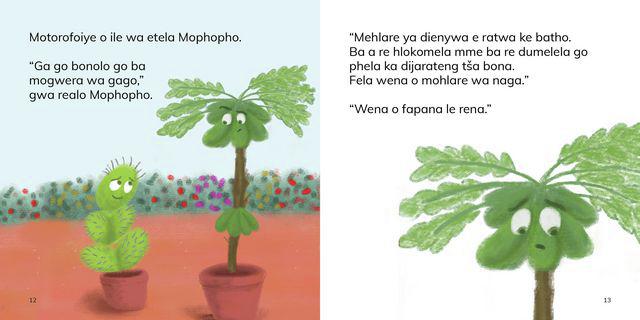 Motorofoiye o ile wa etela Mophopho.
“Ga go bonolo go ba
mogwera wa gago,”
gwa realo Mophopho.
12
“Mehlare ya dienywa e ratwa ke batho.
Ba a re hlokomela mme ba re dumelela go
phela ka dijarateng tša bona.
Fela wena o mohlare wa naga.”
“Wena o fapana le rena.”
13